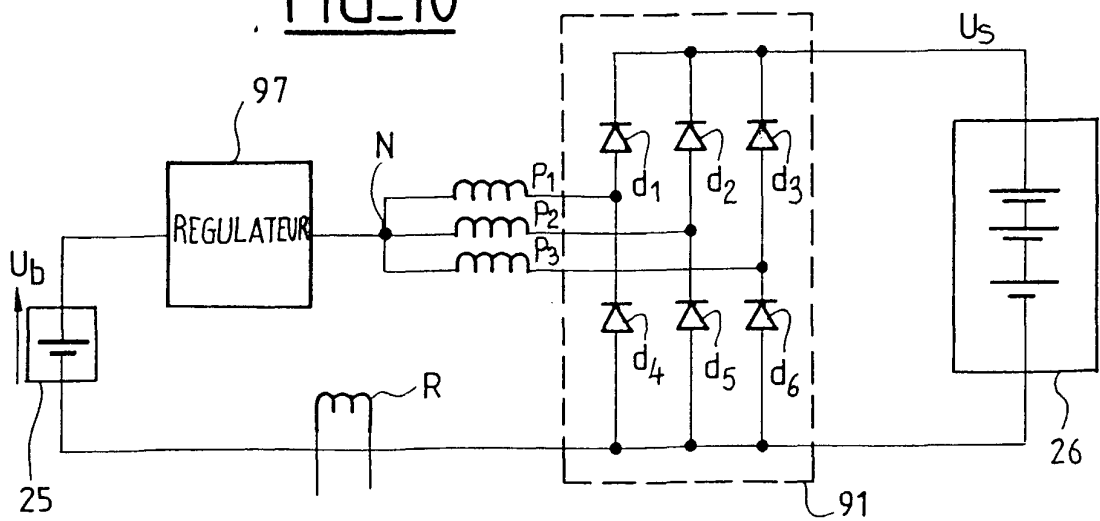 FIG_10
97
N
P1
P2
P3
REGULATEUR
Ub
25
R
d1
d2
d3
d4
d5
d6
91
Us
26